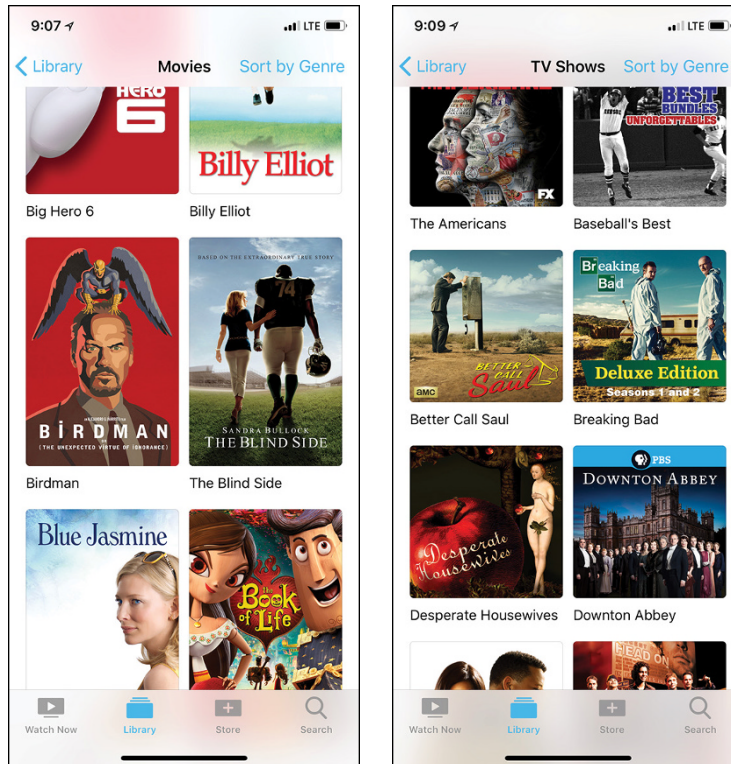 9:07
LTE
Library
Movies
Sort by Genre
HERO
6
Billy Elliot
Big Hero 6
Billy Elliot
BASED ON THE EXTRAORDINARY TRUE STORY
74
BIRDMAN
(THE UNEXPECTED VIRTUE OF IGNORANCE)
SANDRA BULLOCK
THE BLIND SIDE
Birdman
The Blind Side
Blue Jasmine
The
Book
of Life
Watch Now
Library
Store
Search
9:09
LTE
Library
TV Shows
Sort by Genre
FX
BEST
BUNDLES
UNFORGETTABLES
The Americans
Baseball's Best
BETTER
CALL
Saul
amc
Breaking
Bad
Deluxe Edition
Seasons 1 and 2
Better Call Saul
Breaking Bad
Desperate
Housewives
PBS
DOWNTON ABBEY
Desperate Housewives
Downton Abbey
HEAD ON
Watch Now
Library
Store
Search